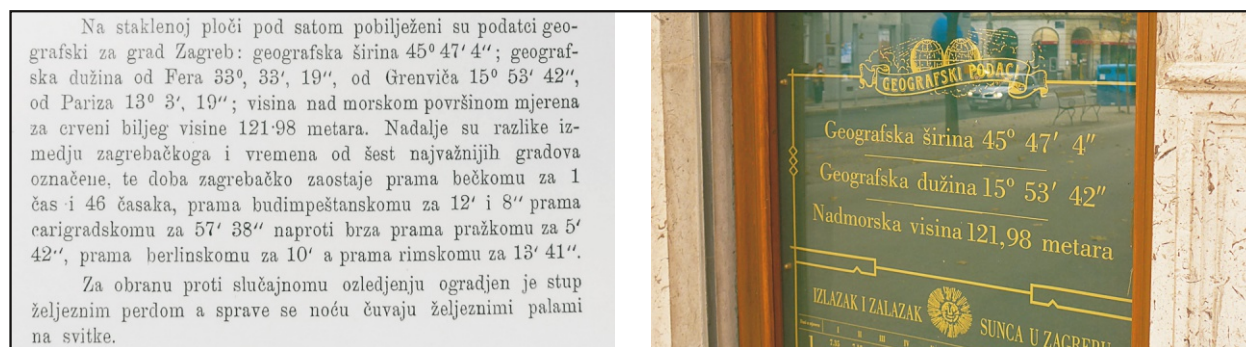 Na staklenoj ploči pod satom pobilježeni su podatci geo-
grafski za grad Zagreb: geografska širina 45⁰ 47′ 4″; geograf-
ska dužina od Fera 33⁰, 33′, 19″, od Grenviča 15⁰ 53′ 42″,
od Pariza 13⁰ 3′, 19″; visina nad morskom površinom mjerena
za crveni biljeg visine 121·98 metara. Nadalje su razlike iz-
medju zagrebačkoga i vremena od šest najvažnijih gradova
označene, te doba zagrebačko zaostaje prama bečkomu za 1
čas i 46 časaka, prama budimpeštanskomu za 12′ i 8″ prama
carigradskomu za 57′ 38″ naproti brza prama pražkomu za 5′
42″, prama berlinskomu za 10′ a prama rimskomu za 13′ 41″.
Za obranu proti slučajnomu ozledjenju ogradjen je stup
željeznim perdom a sprave se noću čuvaju željeznimi palami
na svitke.
GEOGRAFSKI PODACI
Geografska širina 45⁰ 47′ 4″
Geografska dužina 15⁰ 53′ 42″
Nadmorska visina 121,98 metara
IZLAZAK I ZALAZAK SUNCA U ZAGREBU